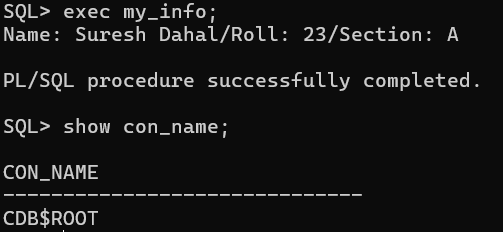 SQL> exec my_info;
Name: Suresh Dahal/Roll: 23/Section: A
PL/SQL procedure successfully completed.
SQL> show con_name;
CON_NAME
------------------------------
CDB$ROOT